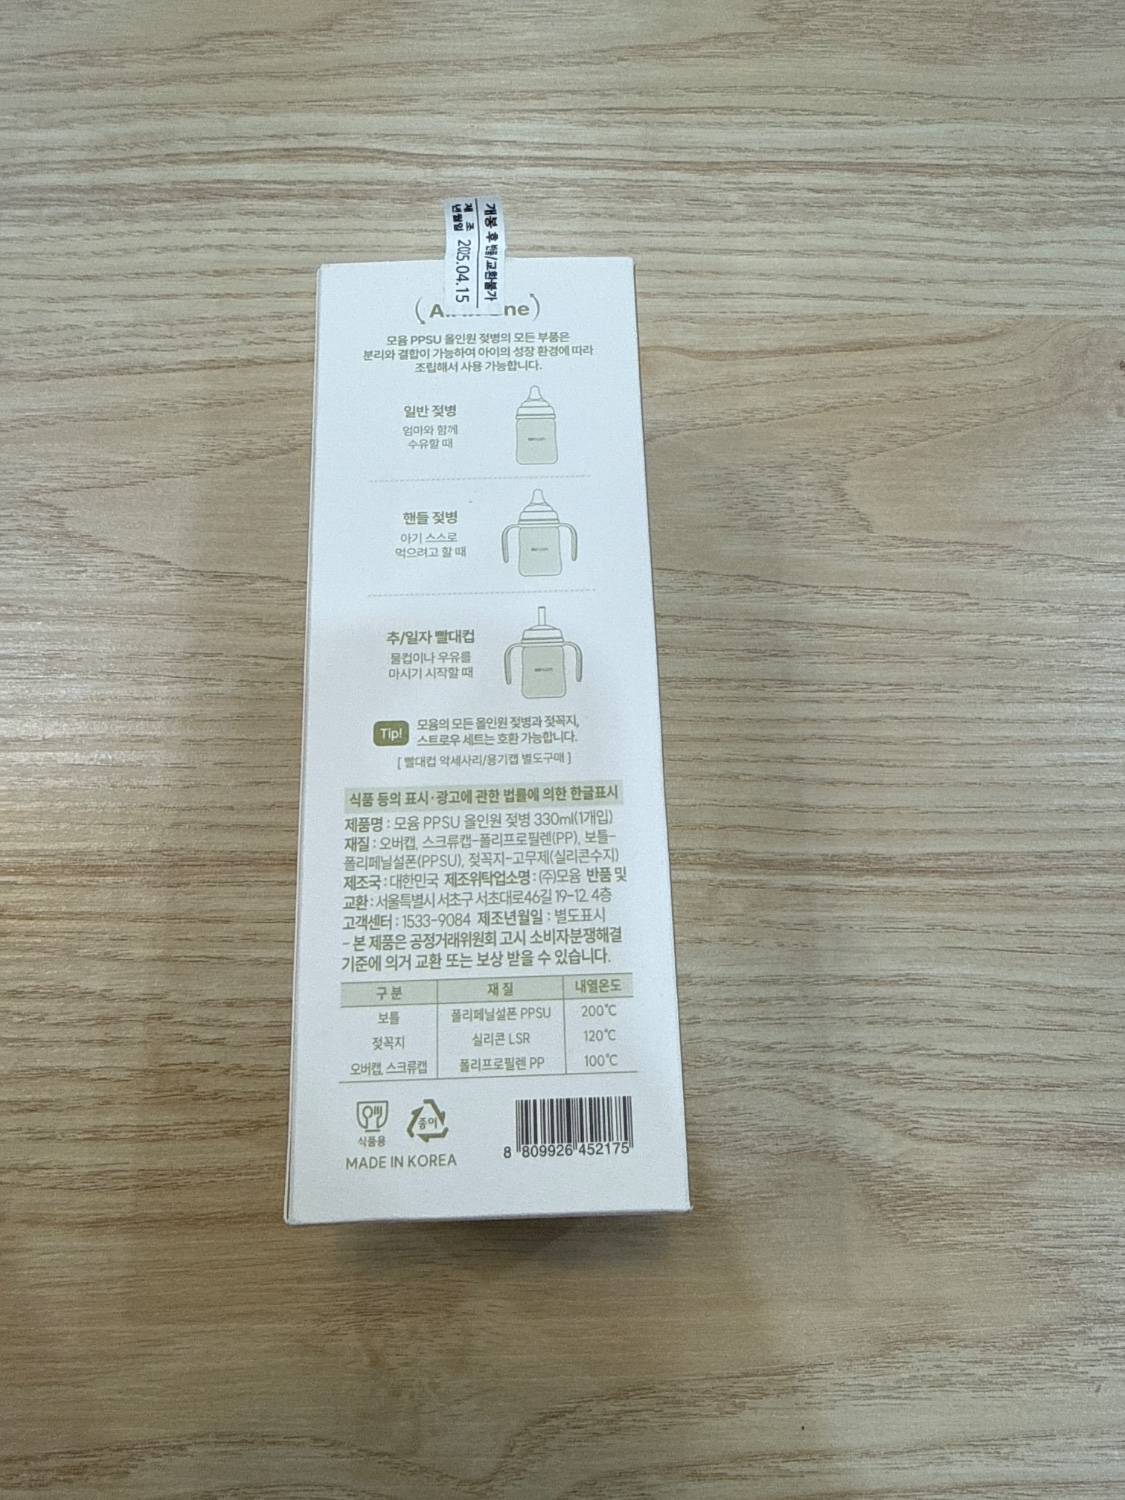 개봉 후 반품/교환불가
제 조
년월일 2025.04.15
All in One
모윰 PPSU 올인원 젖병의 모든 부품은
분리와 결합이 가능하여 아이의 성장 환경에 따라
조립해서 사용 가능합니다.
일반 젖병
엄마와 함께
수유할 때
핸들 젖병
아기 스스로
먹으려고 할 때
추/일자 빨대컵
물컵이나 우유를
마시기 시작할 때
Tip! 모윰의 모든 올인원 젖병과 젖꼭지,
스트로우 세트는 호환 가능합니다.
[ 빨대컵 악세사리/용기캡 별도구매 ]
식품 등의 표시·광고에 관한 법률에 의한 한글표시
제품명 : 모윰 PPSU 올인원 젖병 330ml(1개입)
재질 : 오버캡, 스크류캡-폴리프로필렌(PP), 보틀-
폴리페닐설폰(PPSU), 젖꼭지-고무제(실리콘수지)
제조국 : 대한민국 제조위탁업소명 : (주)모윰 반품 및
교환 : 서울특별시 서초구 서초대로46길 19-12, 4층
고객센터 : 1533-9084 제조년월일 : 별도표시
- 본 제품은 공정거래위원회 고시 소비자분쟁해결
기준에 의거 교환 또는 보상 받을 수 있습니다.
구 분 재 질 내열온도
보틀 폴리페닐설폰 PPSU 200℃
젖꼭지 실리콘 LSR 120℃
오버캡, 스크류캡 폴리프로필렌 PP 100℃
종이
식품용
MADE IN KOREA
8 809926 452175